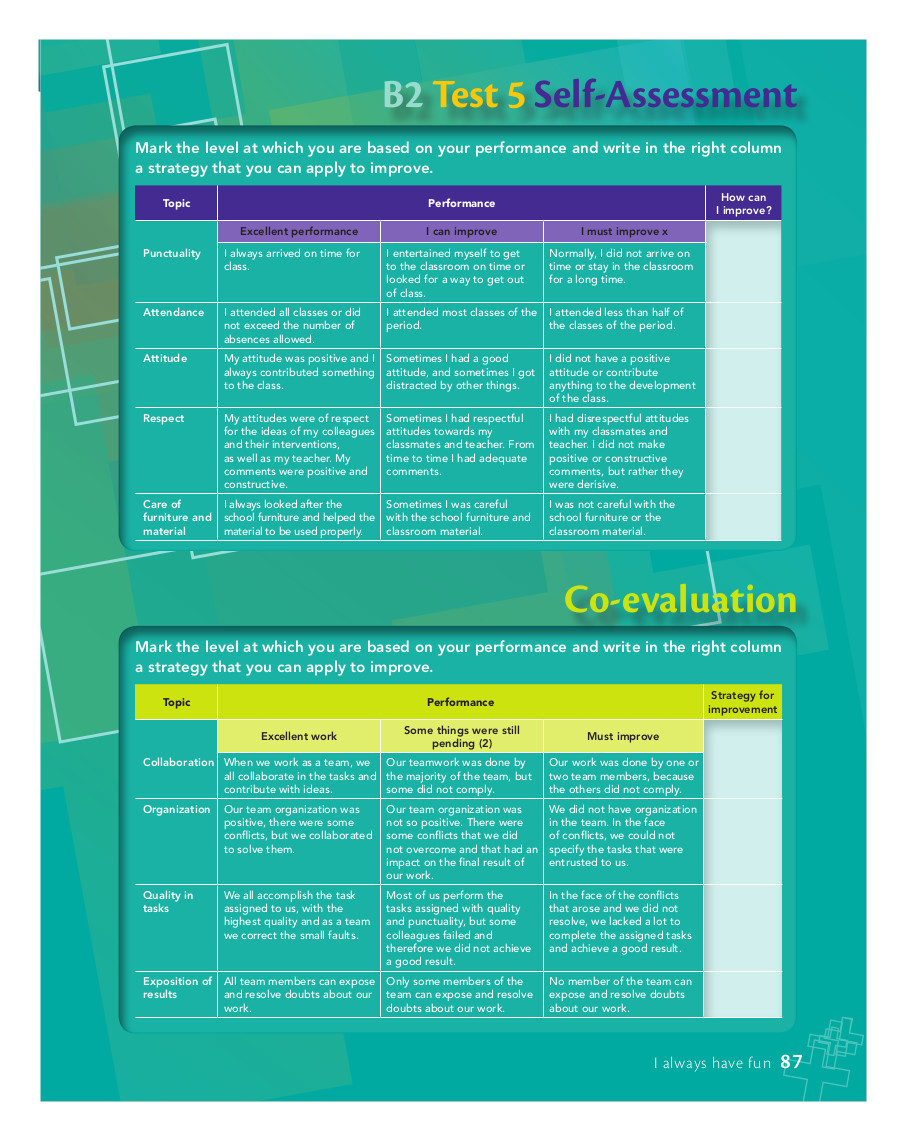 B2 Test 5 Self-Assessment
Mark the level at which you are based on your performance and write in the right column
a strategy that you can apply to improve.
Topic
Performance
How can
I improve?
Excellent performance
I can improve
I must improve x
Punctuality
I always arrived on time for
class.
I entertained myself to get
to the classroom on time or
looked for a way to get out
of class.
Normally, I did not arrive on
time or stay in the classroom
for a long time.
Attendance
I attended all classes or did
not exceed the number of
absences allowed.
I attended most classes of the
period.
I attended less than half of
the classes of the period.
Attitude
My attitude was positive and I
always contributed something
to the class.
Sometimes I had a good
attitude, and sometimes I got
distracted by other things.
I did not have a positive
attitude or contribute
anything to the development
of the class.
Respect
My attitudes were of respect
for the ideas of my colleagues
and their interventions,
as well as my teacher. My
comments were positive and
constructive.
Sometimes I had respectful
attitudes towards my
classmates and teacher. From
time to time I had adequate
comments.
I had disrespectful attitudes
with my classmates and
teacher. I did not make
positive or constructive
comments, but rather they
were derisive.
Care of
furniture and
material
I always looked after the
school furniture and helped the
material to be used properly.
Sometimes I was careful
with the school furniture and
classroom material.
I was not careful with the
school furniture or the
classroom material.
Co-evaluation
Mark the level at which you are based on your performance and write in the right column
a strategy that you can apply to improve.
Topic
Performance
Strategy for
improvement
Excellent work
Some things were still
pending (2)
Must improve
Collaboration
When we work as a team, we
all collaborate in the tasks and
contribute with ideas.
Our teamwork was done by
the majority of the team, but
some did not comply.
Our work was done by one or
two team members, because
the others did not comply.
Organization
Our team organization was
positive, there were some
conflicts, but we collaborated
to solve them.
Our team organization was
not so positive. There were
some conflicts that we did
not overcome and that had an
impact on the final result of
our work.
We did not have organization
in the team. In the face
of conflicts, we could not
specify the tasks that were
entrusted to us.
Quality in
tasks
We all accomplish the task
assigned to us, with the
highest quality and as a team
we correct the small faults.
Most of us perform the
tasks assigned with quality
and punctuality, but some
colleagues failed and
therefore we did not achieve
a good result.
In the face of the conflicts
that arose and we did not
resolve, we lacked a lot to
complete the assigned tasks
and achieve a good result.
Exposition of
results
All team members can expose
and resolve doubts about our
work.
Only some members of the
team can expose and resolve
doubts about our work.
No member of the team can
expose and resolve doubts
about our work.
I always have fun 87